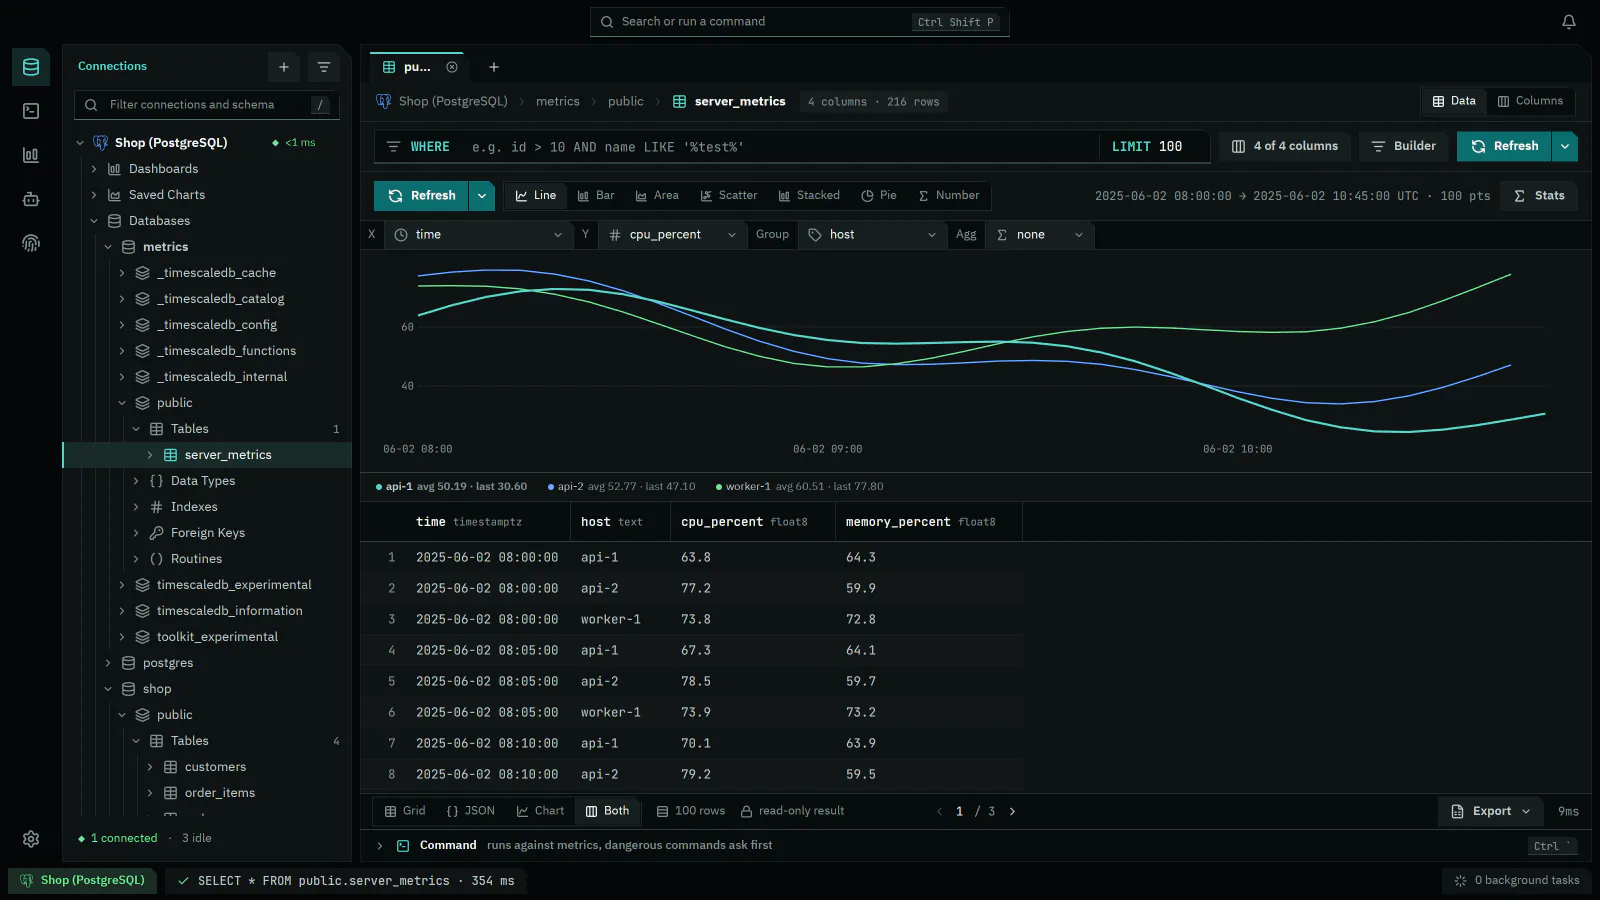 Search or run a command Ctrl Shift P
Connections
Filter connections and schema /
Shop (PostgreSQL) <1 ms
Dashboards
Saved Charts
Databases
metrics
_timescaledb_cache
_timescaledb_catalog
_timescaledb_config
_timescaledb_functions
_timescaledb_internal
public
Tables 1
server_metrics
Data Types
Indexes
Foreign Keys
Routines
timescaledb_experimental
timescaledb_information
toolkit_experimental
postgres
shop
public
Tables 4
customers
order_items
1 connected · 3 idle
pu...
Shop (PostgreSQL) metrics public server_metrics 4 columns · 216 rows Data Columns
WHERE e.g. id > 10 AND name LIKE '%test%' LIMIT 100 4 of 4 columns Builder Refresh
Refresh Line Bar Area Scatter Stacked Pie Number 2025-06-02 08:00:00 → 2025-06-02 10:45:00 UTC · 100 pts Stats
X time Y cpu_percent Group host Agg none
60
40
06-02 08:00 06-02 09:00 06-02 10:00
api-1 avg 50.19 · last 30.60 api-2 avg 52.77 · last 47.10 worker-1 avg 60.51 · last 77.80
time timestamptz host text cpu_percent float8 memory_percent float8
1 2025-06-02 08:00:00 api-1 63.8 64.3
2 2025-06-02 08:00:00 api-2 77.2 59.9
3 2025-06-02 08:00:00 worker-1 73.8 72.8
4 2025-06-02 08:05:00 api-1 67.3 64.1
5 2025-06-02 08:05:00 api-2 78.5 59.7
6 2025-06-02 08:05:00 worker-1 73.9 73.2
7 2025-06-02 08:10:00 api-1 70.1 63.9
8 2025-06-02 08:10:00 api-2 79.2 59.5
Grid JSON Chart Both 100 rows read-only result 1 / 3 Export 9ms
Command runs against metrics, dangerous commands ask first Ctrl `
Shop (PostgreSQL) SELECT * FROM public.server_metrics · 354 ms 0 background tasks